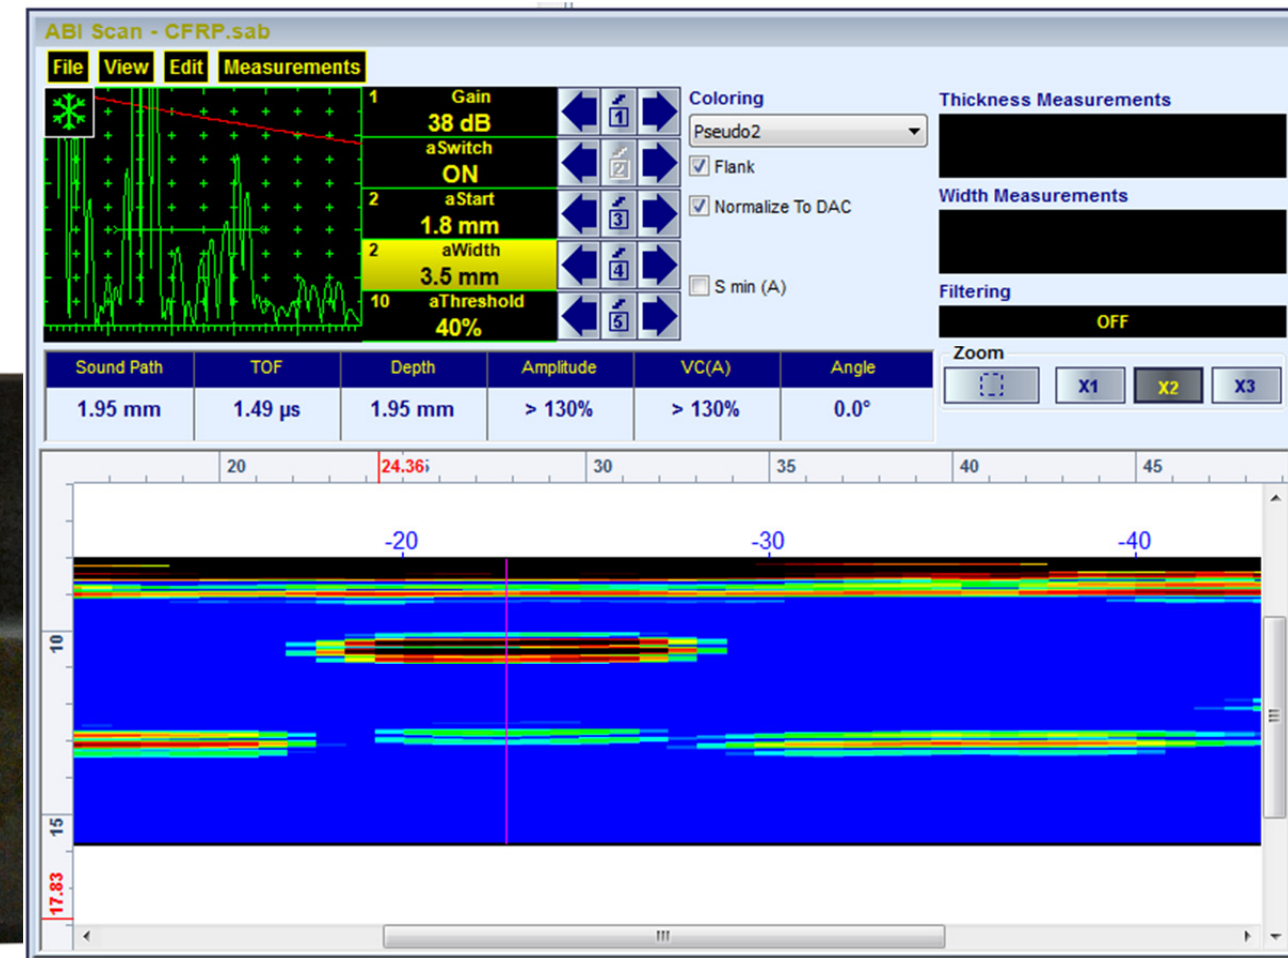 ABI Scan - CFRP.sab
File View Edit Measurements
1 Gain
38 dB
1
aSwitch
ON
2
2 aStart
1.8 mm
3
2 aWidth
3.5 mm
4
10 aThreshold
40%
5
Coloring
Pseudo2
Flank
Normalize To DAC
S min (A)
Thickness Measurements
Width Measurements
Filtering
OFF
Sound Path TOF Depth Amplitude VC(A) Angle
1.95 mm 1.49 µs 1.95 mm > 130% > 130% 0.0°
Zoom
X1 X2 X3
20 24.36 30 35 40 45
-20 -30 -40
10
15
17.83